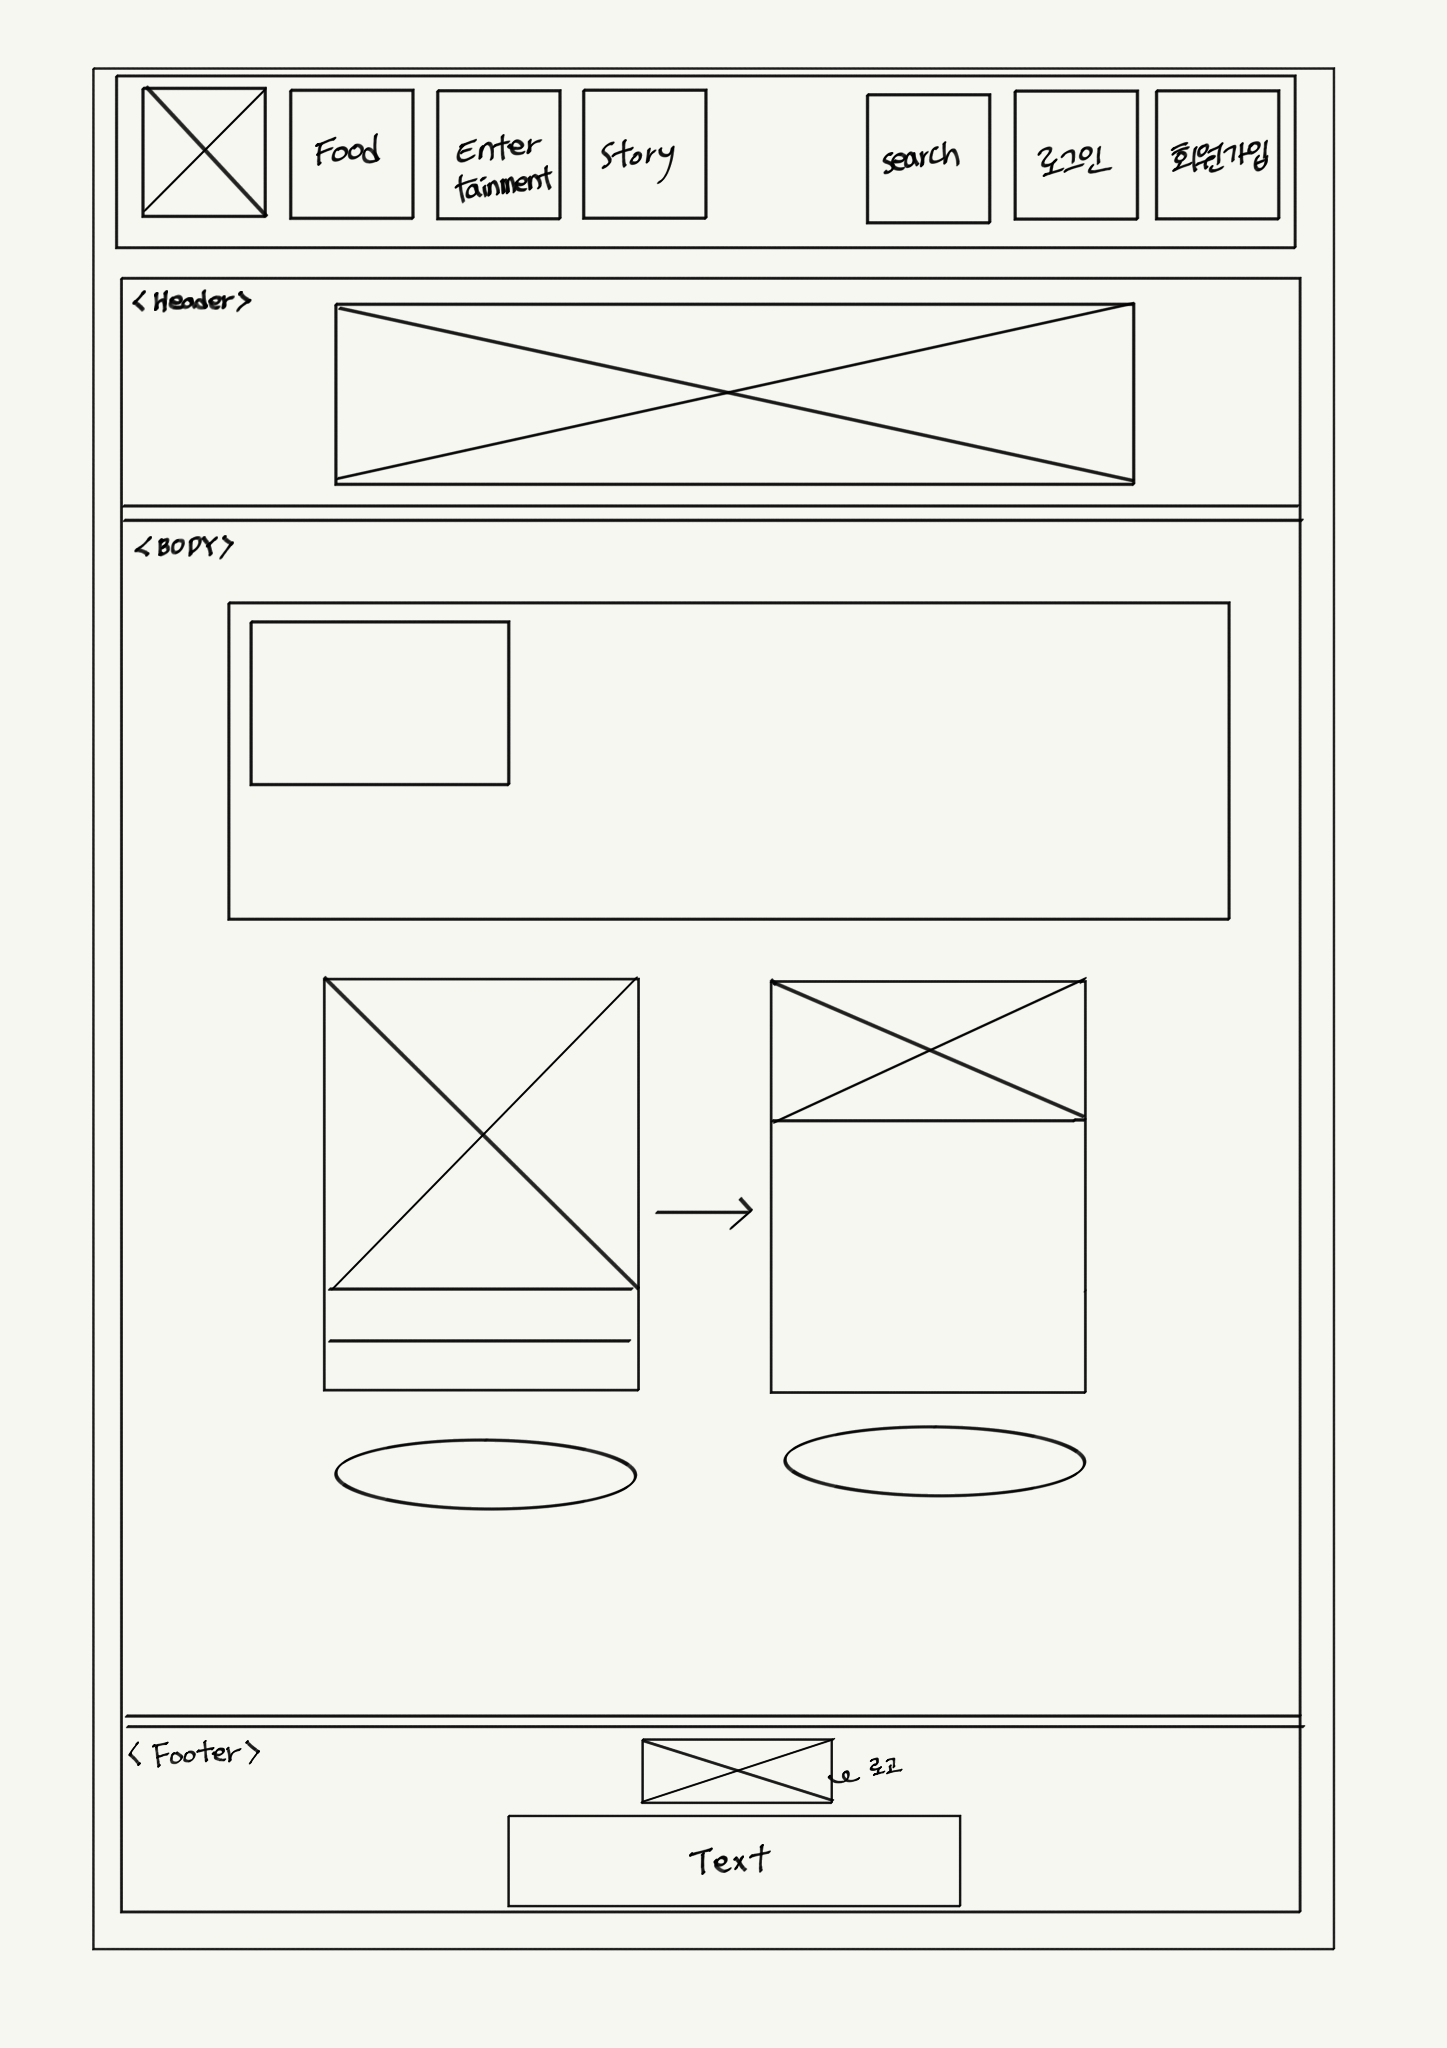 Food
Enter
tainment
Story
search
로그인
회원가입
<Header>
<BODY>
<Footer>
로고
Text